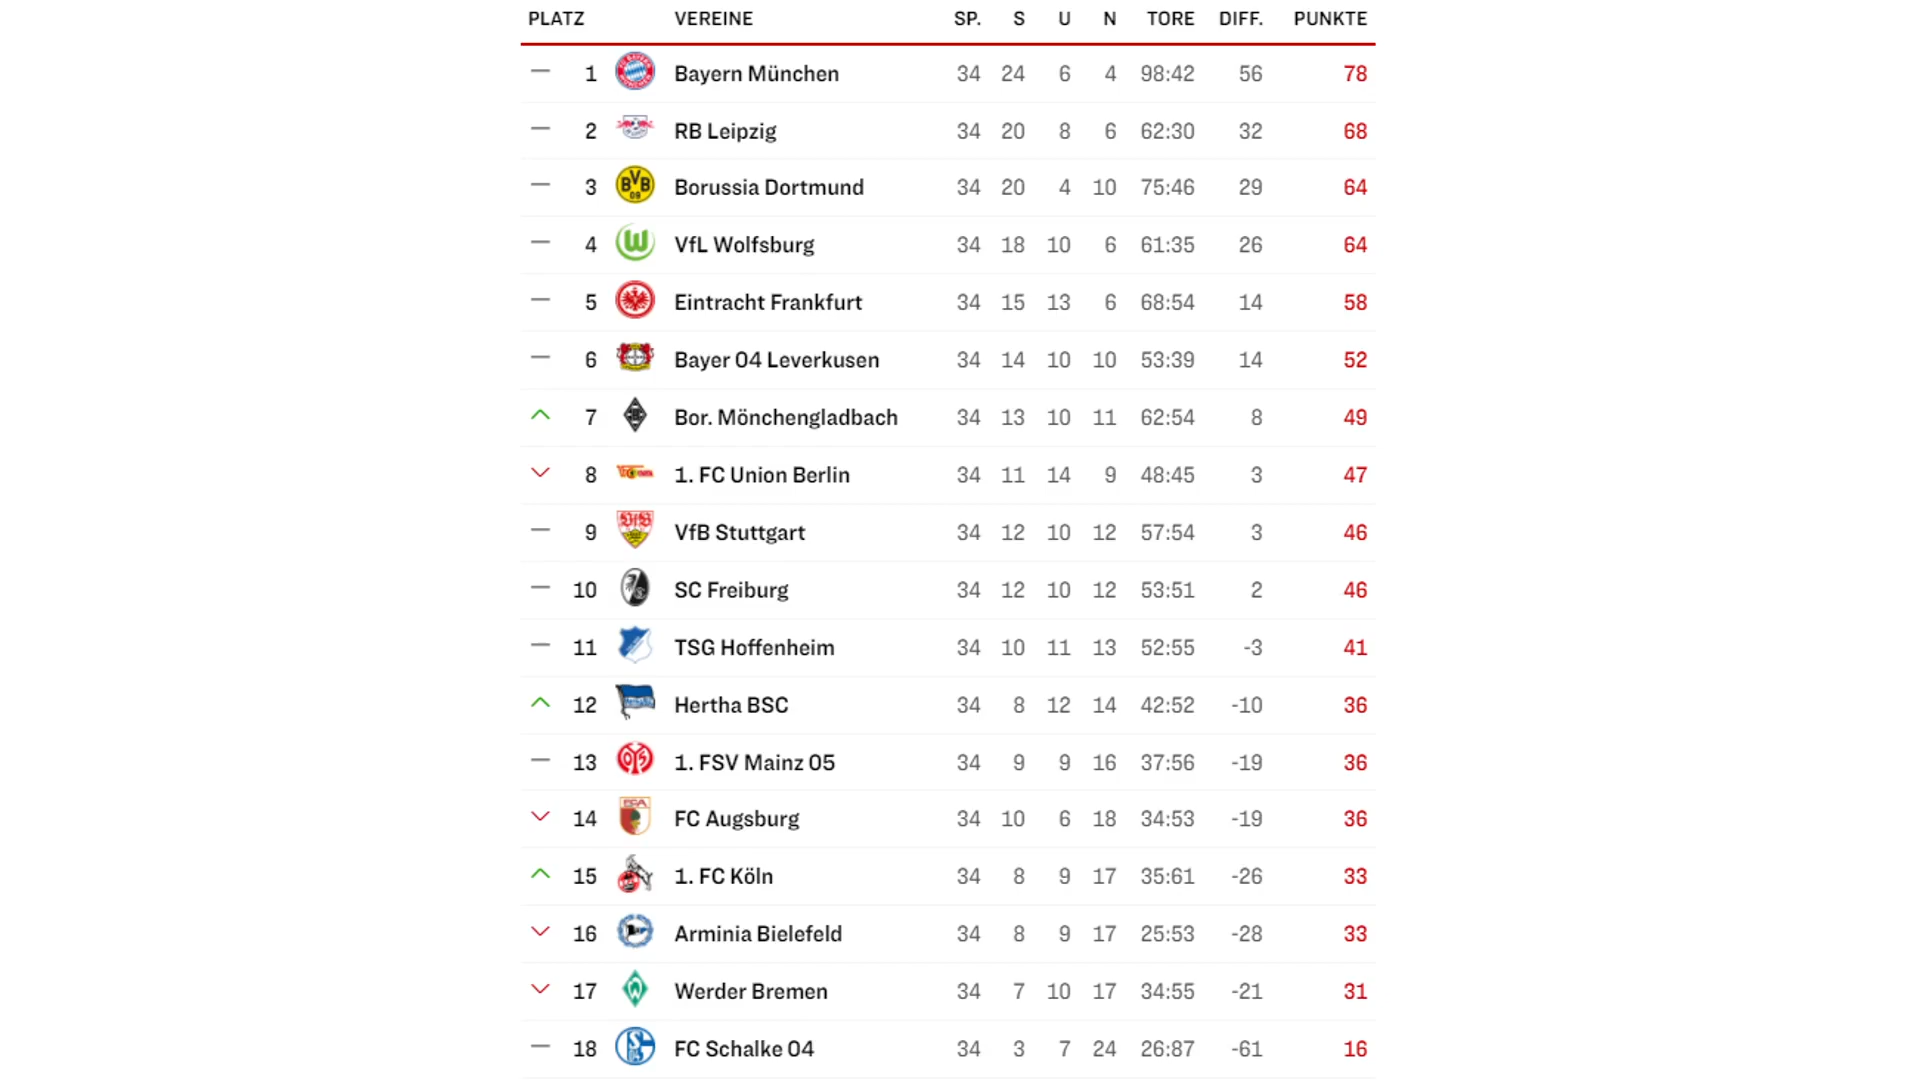 PLATZ VEREINE SP. S U N TORE DIFF. PUNKTE
1 Bayern München 34 24 6 4 98:42 56 78
2 RB Leipzig 34 20 8 6 62:30 32 68
3 BVB 09 Borussia Dortmund 34 20 4 10 75:46 29 64
4 W VfL Wolfsburg 34 18 10 6 61:35 26 64
5 Eintracht Frankfurt 34 15 13 6 68:54 14 58
6 Bayer 04 Leverkusen 34 14 10 10 53:39 14 52
7 Bor. Mönchengladbach 34 13 10 11 62:54 8 49
8 1. FC Union Berlin 34 11 14 9 48:45 3 47
9 VfB VfB Stuttgart 34 12 10 12 57:54 3 46
10 SC Freiburg 34 12 10 12 53:51 2 46
11 TSG Hoffenheim 34 10 11 13 52:55 -3 41
12 Hertha BSC 34 8 12 14 42:52 -10 36
13 1. FSV Mainz 05 34 9 9 16 37:56 -19 36
14 FCA FC Augsburg 34 10 6 18 34:53 -19 36
15 1. FC Köln 34 8 9 17 35:61 -26 33
16 Arminia Bielefeld 34 8 9 17 25:53 -28 33
17 W Werder Bremen 34 7 10 17 34:55 -21 31
18 S 04 FC Schalke 04 34 3 7 24 26:87 -61 16